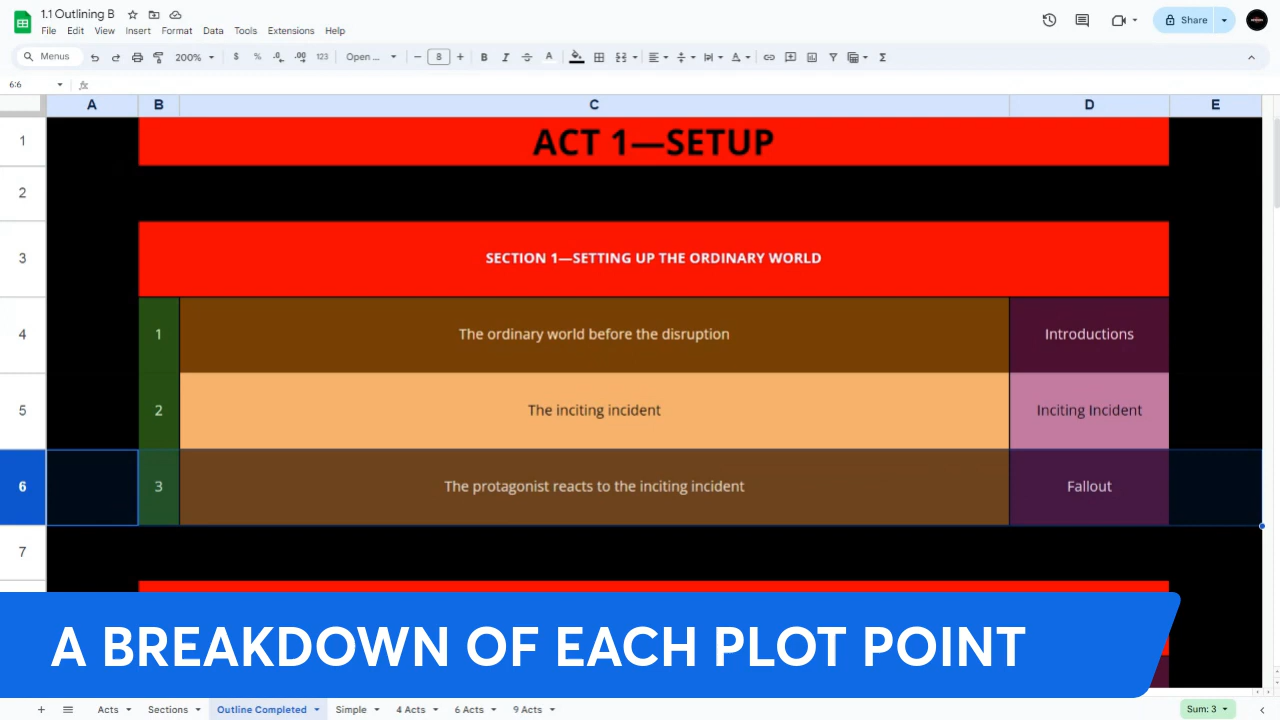 1.1 Outlining B
File Edit View Insert Format Data Tools Extensions Help
Share
Menus 200% $ % .0 .00 123 Open ... − 8 + B I A
6:6 fx
A B C D E
1 ACT 1—SETUP
2
3 SECTION 1—SETTING UP THE ORDINARY WORLD
4 1 The ordinary world before the disruption Introductions
5 2 The inciting incident Inciting Incident
6 3 The protagonist reacts to the inciting incident Fallout
7
A BREAKDOWN OF EACH PLOT POINT
+ Acts Sections Outline Completed Simple 4 Acts 6 Acts 9 Acts Sum: 3